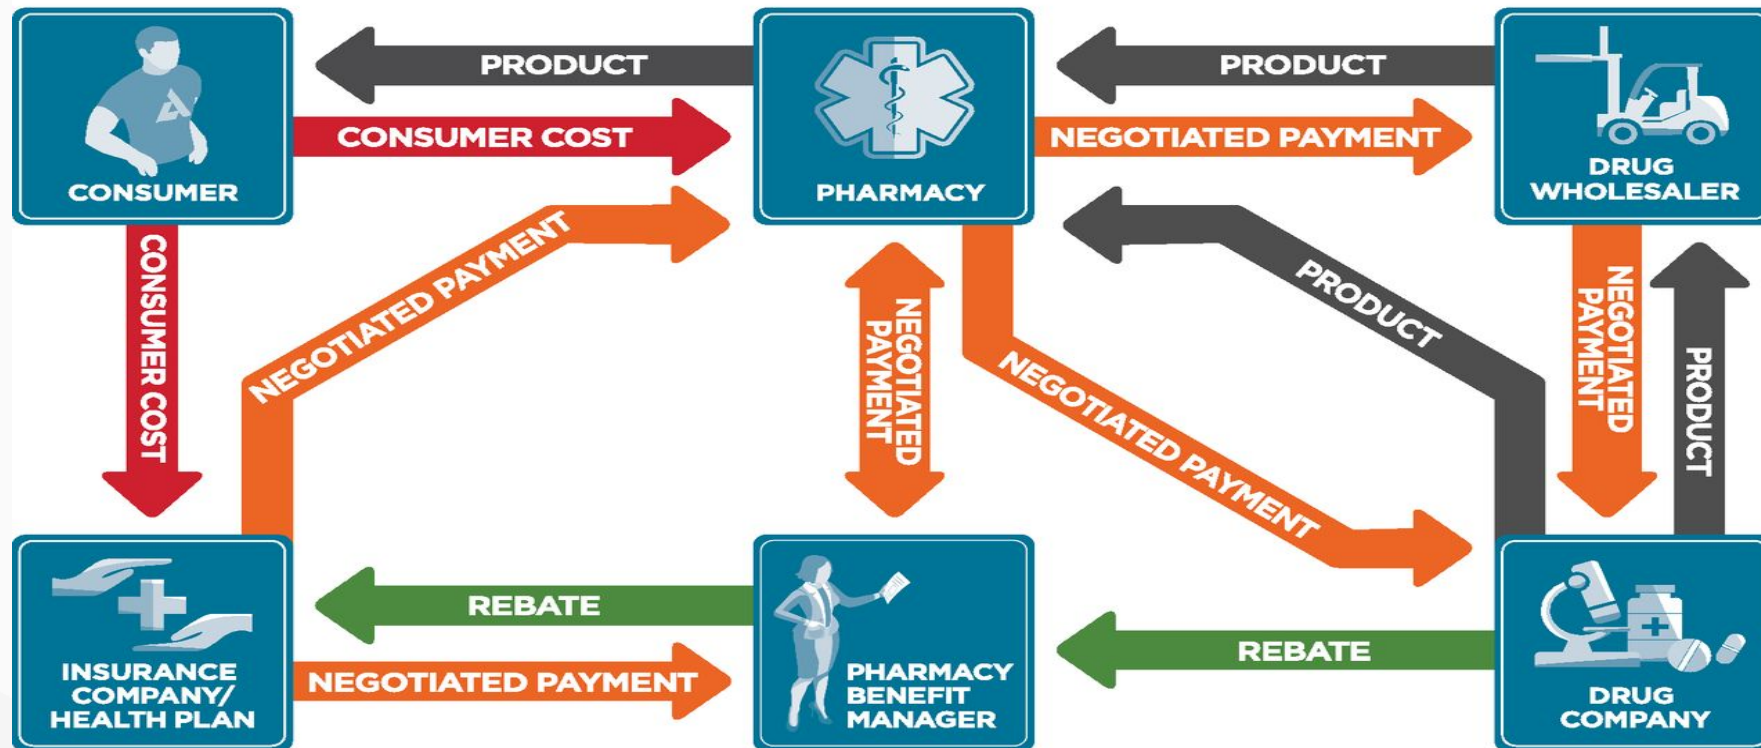 PRODUCT
PRODUCT
CONSUMER COST
NEGOTIATED PAYMENT
CONSUMER
PHARMACY
DRUG
WHOLESALER
CONSUMER COST
NEGOTIATED PAYMENT
NEGOTIATED
PAYMENT
NEGOTIATED PAYMENT
PRODUCT
NEGOTIATED
PAYMENT
PRODUCT
REBATE
REBATE
INSURANCE
COMPANY/
HEALTH PLAN
NEGOTIATED PAYMENT
PHARMACY
BENEFIT
MANAGER
DRUG
COMPANY